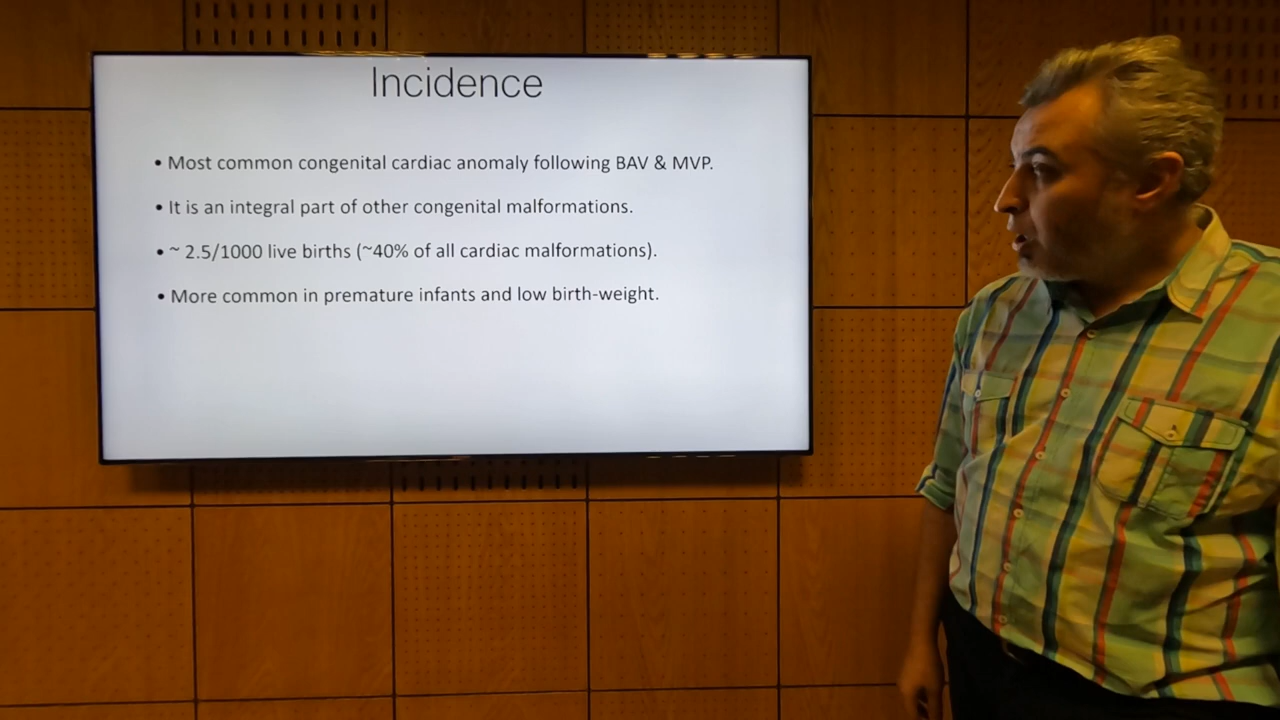 Incidence
• Most common congenital cardiac anomaly following BAV & MVP.
• It is an integral part of other congenital malformations.
• ~ 2.5/1000 live births (~40% of all cardiac malformations).
• More common in premature infants and low birth-weight.